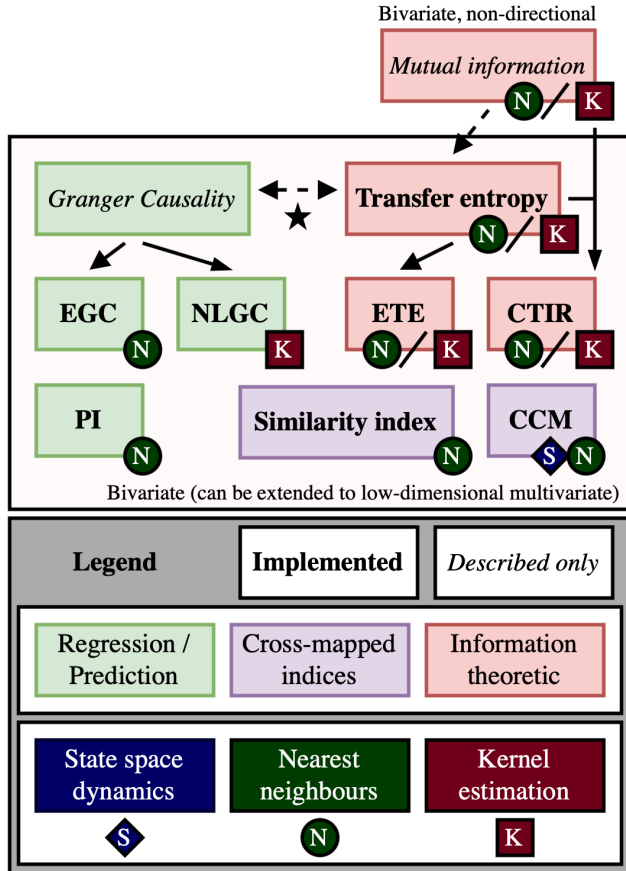 Bivariate, non-directional
Mutual information
N / K
Granger Causality
Transfer entropy
N / K
EGC
N
NLGC
K
ETE
N / K
CTIR
N / K
PI
N
Similarity index
N
CCM
S N
Bivariate (can be extended to low-dimensional multivariate)
Legend
Implemented
Described only
Regression /
Prediction
Cross-mapped
indices
Information
theoretic
State space
dynamics
Nearest
neighbours
Kernel
estimation
S
N
K